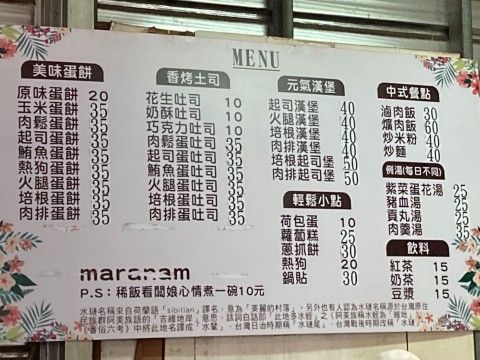 MENU
美味蛋餅
原味蛋餅 20
玉米蛋餅 35
肉鬆蛋餅 35
起司蛋餅 35
鮪魚蛋餅 35
熱狗蛋餅 35
火腿蛋餅 35
培根蛋餅 35
肉排蛋餅 35
香烤土司
花生吐司 10
奶酥吐司 10
巧克力吐司 10
肉鬆蛋吐司 35
起司蛋吐司 35
鮪魚蛋吐司 35
火腿蛋吐司 35
培根蛋吐司 35
肉排蛋吐司 35
元氣漢堡
起司漢堡 40
火腿漢堡 40
培根漢堡 40
肉排漢堡 40
培根起司堡 50
肉排起司堡 50
輕鬆小點
荷包蛋 10
蘿蔔糕 25
蔥抓餅 30
熱狗 20
鍋貼 30
中式餐點
滷肉飯 30
爌肉飯 60
炒米粉 40
炒麵 40
例湯(每日不同)
紫菜蛋花湯 25
豬血湯 35
貢丸湯 35
肉羹湯 35
飲料
紅茶 15
奶茶 15
豆漿 15
maranam
P.S：稀飯看闆娘心情煮一碗10元